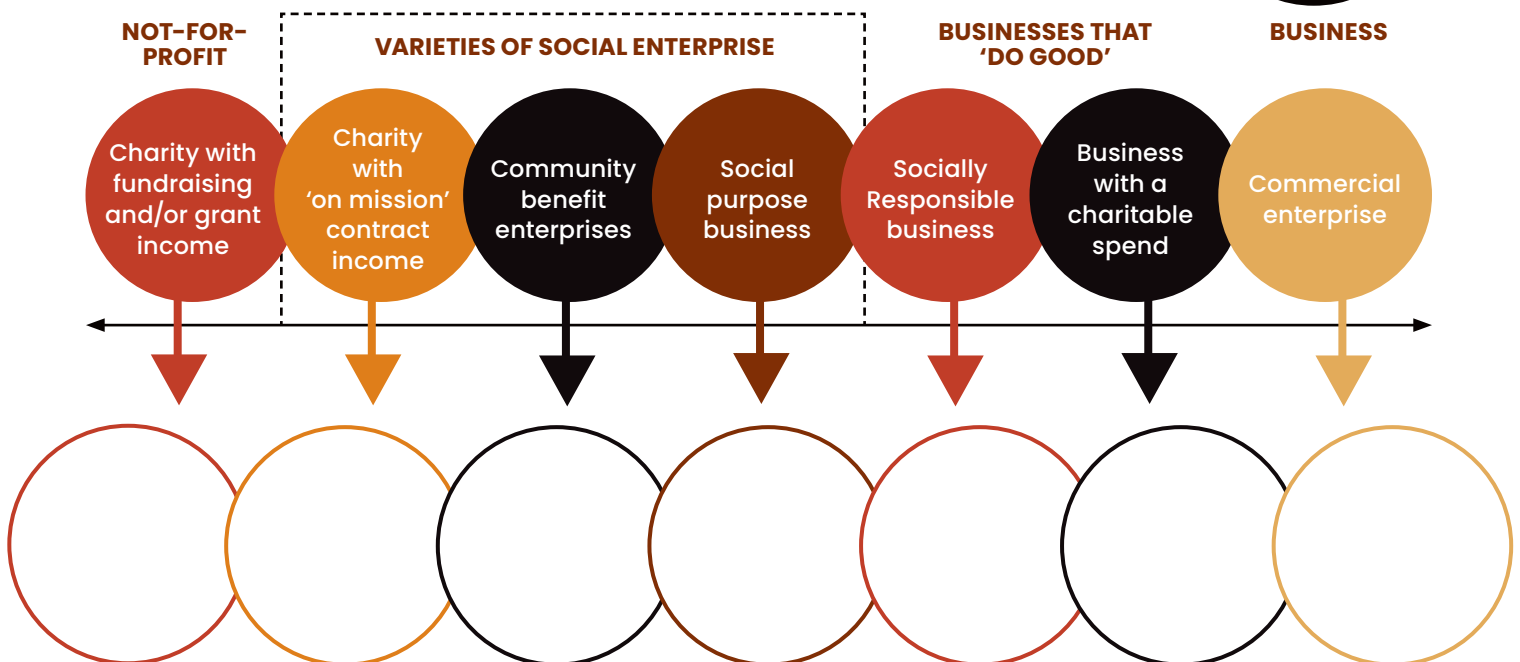 NOT-FOR-
PROFIT
VARIETIES OF SOCIAL ENTERPRISE
BUSINESSES THAT
‘DO GOOD’
BUSINESS
Charity with
fundraising
and/or grant
income
Charity
with
‘on mission’
contract
income
Community
benefit
enterprises
Social
purpose
business
Socially
Responsible
business
Business
with a
charitable
spend
Commercial
enterprise